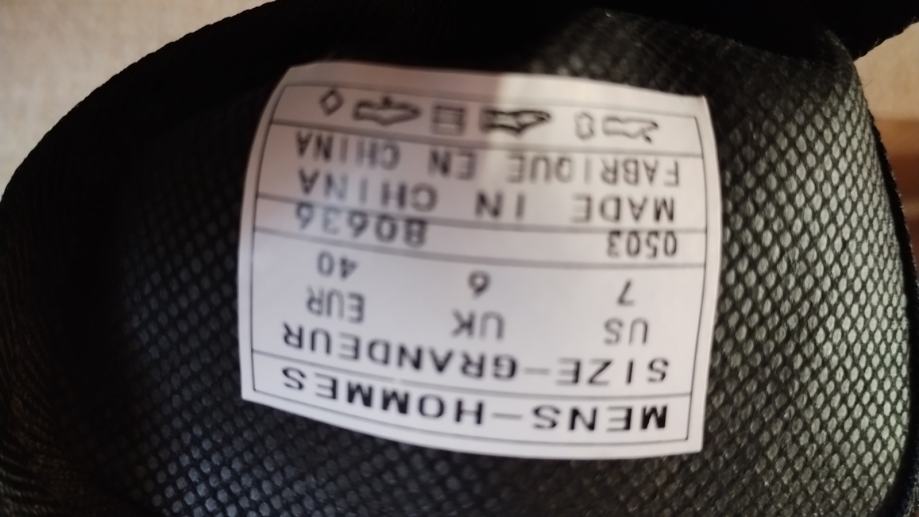 MENS-HOMMES
SIZE-GRANDEUR
US UK EUR
7 6 40
0503 80636
MADE IN CHINA
FABRIQUE EN CHINA